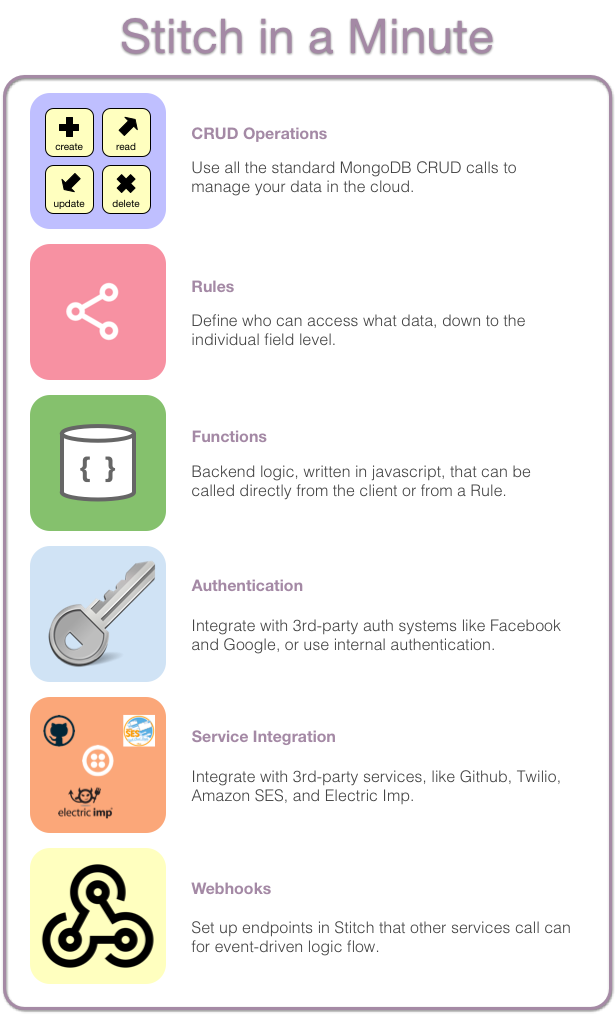 Stitch in a Minute
create
read
update
delete
CRUD Operations
Use all the standard MongoDB CRUD calls to
manage your data in the cloud.
Rules
Define who can access what data, down to the
individual field level.
{ }
Functions
Backend logic, written in javascript, that can be
called directly from the client or from a Rule.
Authentication
Integrate with 3rd-party auth systems like Facebook
and Google, or use internal authentication.
SES
electric imp
Service Integration
Integrate with 3rd-party services, like Github, Twilio,
Amazon SES, and Electric Imp.
Webhooks
Set up endpoints in Stitch that other services call can
for event-driven logic flow.